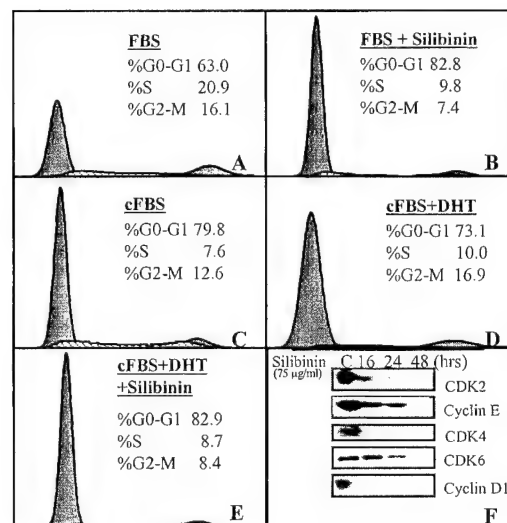 FBS
%G0-G1 63.0
%S 20.9
%G2-M 16.1
A
FBS + Silibinin
%G0-G1 82.8
%S 9.8
%G2-M 7.4
B
cFBS
%G0-G1 79.8
%S 7.6
%G2-M 12.6
C
cFBS+DHT
%G0-G1 73.1
%S 10.0
%G2-M 16.9
D
cFBS+DHT
+Silibinin
%G0-G1 82.9
%S 8.7
%G2-M 8.4
E
Silibinin C 16 24 48 (hrs)
(75 µg/ml)
CDK2
Cyclin E
CDK4
CDK6
Cyclin D1
F